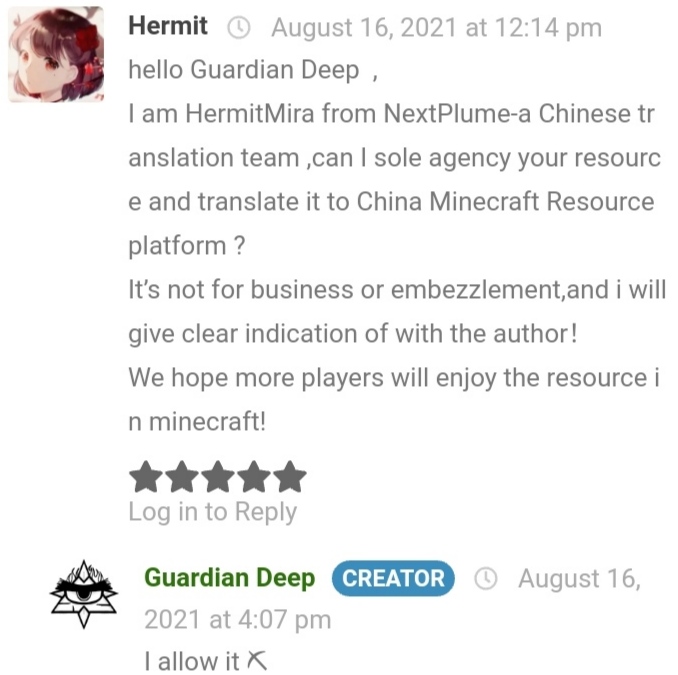 Hermit August 16, 2021 at 12:14 pm
hello Guardian Deep ,
I am HermitMira from NextPlume-a Chinese tr
anslation team ,can I sole agency your resourc
e and translate it to China Minecraft Resource
platform ?
It's not for business or embezzlement,and i will
give clear indication of with the author!
We hope more players will enjoy the resource i
n minecraft!
Log in to Reply
Guardian Deep CREATOR August 16,
2021 at 4:07 pm
I allow it ⛏